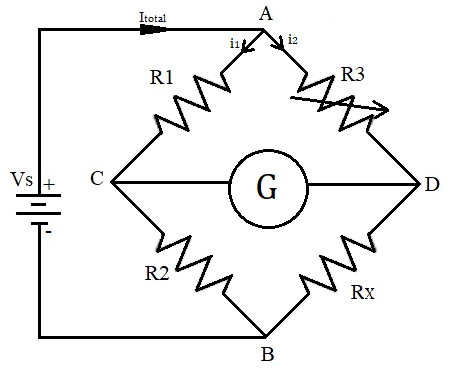 Itotal
A
i1
i2
R1
R3
C
G
D
Vs
+
-
R2
Rx
B